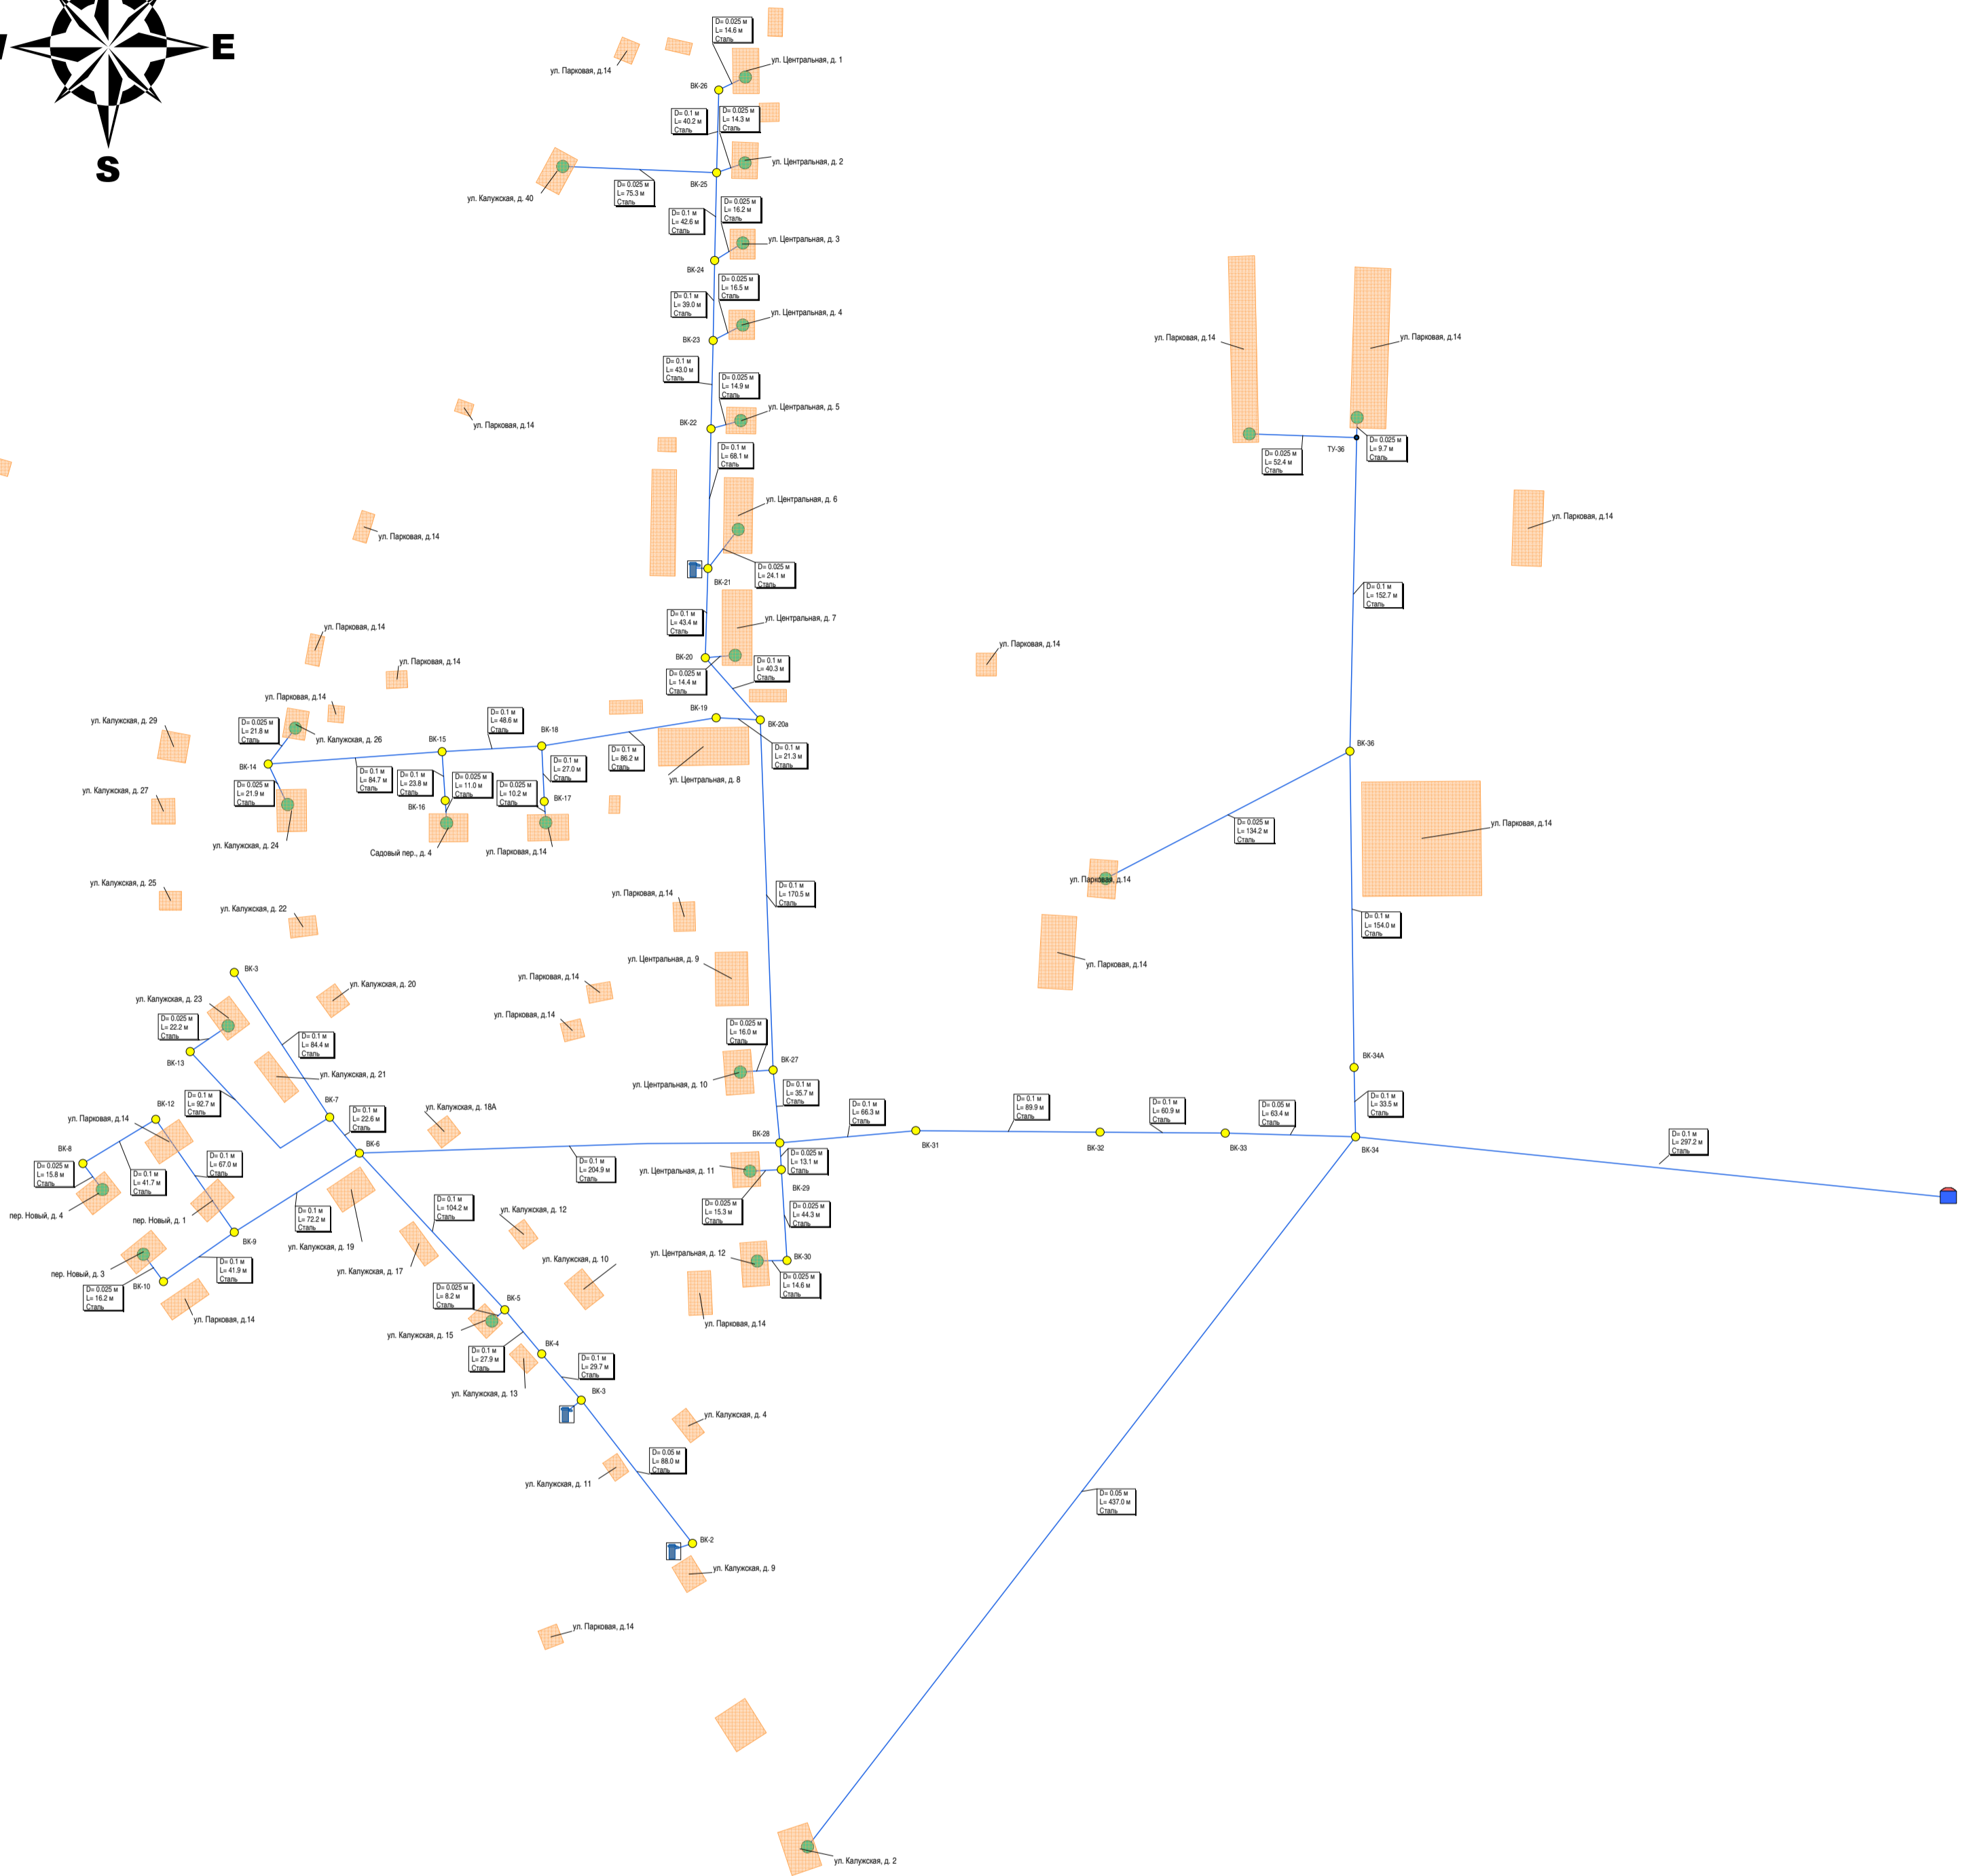 E
S
D= 0.025 м
L= 14.6 м
Сталь
ул. Центральная, д. 1
ул. Парковая, д.14
ВК-26
D= 0.1 м
L= 40.2 м
Сталь
D= 0.025 м
L= 14.3 м
Сталь
ул. Центральная, д. 2
ВК-25
D= 0.025 м
L= 75.3 м
Сталь
ул. Калужская, д. 40
D= 0.1 м
L= 42.6 м
Сталь
D= 0.025 м
L= 16.2 м
Сталь
ул. Центральная, д. 3
ВК-24
D= 0.1 м
L= 39.0 м
Сталь
D= 0.025 м
L= 16.5 м
Сталь
ул. Центральная, д. 4
ВК-23
ул. Парковая, д.14
ул. Парковая, д.14
D= 0.1 м
L= 43.0 м
Сталь
D= 0.025 м
L= 14.9 м
Сталь
ул. Центральная, д. 5
ВК-22
ул. Парковая, д.14
D= 0.1 м
L= 68.1 м
Сталь
D= 0.025 м
L= 52.4 м
Сталь
ТУ-36
D= 0.025 м
L= 9.7 м
Сталь
ул. Центральная, д. 6
ул. Парковая, д.14
ул. Парковая, д.14
D= 0.025 м
L= 24.1 м
Сталь
ВК-21
D= 0.1 м
L= 152.7 м
Сталь
D= 0.1 м
L= 43.4 м
Сталь
ул. Центральная, д. 7
ул. Парковая, д.14
ул. Парковая, д.14
ул. Парковая, д.14
ВК-20
D= 0.025 м
L= 14.4 м
Сталь
D= 0.1 м
L= 40.3 м
Сталь
ул. Парковая, д.14
ул. Калужская, д. 29
D= 0.025 м
L= 21.8 м
Сталь
ул. Калужская, д. 26
D= 0.1 м
L= 48.6 м
Сталь
ВК-19
ВК-20а
ВК-18
ВК-15
ВК-14
D= 0.1 м
L= 86.2 м
Сталь
D= 0.1 м
L= 21.3 м
Сталь
ВК-36
D= 0.025 м
L= 21.9 м
Сталь
D= 0.1 м
L= 84.7 м
Сталь
D= 0.1 м
L= 23.8 м
Сталь
D= 0.025 м
L= 11.0 м
Сталь
D= 0.025 м
L= 10.2 м
Сталь
D= 0.1 м
L= 27.0 м
Сталь
ул. Центральная, д. 8
ул. Калужская, д. 27
ВК-16
ВК-17
D= 0.025 м
L= 134.2 м
Сталь
ул. Парковая, д.14
ул. Калужская, д. 24
Садовый пер., д. 4
ул. Парковая, д.14
ул. Калужская, д. 25
ул. Парковая, д.14
ул. Парковая, д.14
D= 0.1 м
L= 170.5 м
Сталь
ул. Калужская, д. 22
D= 0.1 м
L= 154.0 м
Сталь
ул. Центральная, д. 9
ул. Парковая, д.14
ВК-3
ул. Парковая, д.14
ул. Калужская, д. 20
ул. Калужская, д. 23
ул. Парковая, д.14
D= 0.025 м
L= 22.2 м
Сталь
D= 0.1 м
L= 84.4 м
Сталь
D= 0.025 м
L= 16.0 м
Сталь
ВК-13
ВК-27
ВК-34А
ул. Калужская, д. 21
ул. Центральная, д. 10
D= 0.1 м
L= 92.7 м
Сталь
D= 0.1 м
L= 35.7 м
Сталь
D= 0.1 м
L= 33.5 м
Сталь
ВК-12
ул. Парковая, д.14
ВК-7
D= 0.1 м
L= 22.6 м
Сталь
ул. Калужская, д. 18А
D= 0.1 м
L= 66.3 м
Сталь
D= 0.1 м
L= 89.9 м
Сталь
D= 0.1 м
L= 60.9 м
Сталь
D= 0.05 м
L= 63.4 м
Сталь
D= 0.1 м
L= 297.2 м
Сталь
ВК-8
ВК-6
ВК-28
ВК-31
ВК-32
ВК-33
ВК-34
D= 0.025 м
L= 15.8 м
Сталь
D= 0.1 м
L= 41.7 м
Сталь
D= 0.1 м
L= 67.0 м
Сталь
D= 0.1 м
L= 204.9 м
Сталь
ул. Центральная, д. 11
D= 0.025 м
L= 13.1 м
Сталь
ВК-29
пер. Новый, д. 4
пер. Новый, д. 1
D= 0.1 м
L= 72.2 м
Сталь
D= 0.1 м
L= 104.2 м
Сталь
ул. Калужская, д. 12
D= 0.025 м
L= 15.3 м
Сталь
D= 0.025 м
L= 44.3 м
Сталь
ВК-9
ул. Калужская, д. 19
ул. Калужская, д. 17
ул. Калужская, д. 10
ул. Центральная, д. 12
ВК-30
пер. Новый, д. 3
D= 0.1 м
L= 41.9 м
Сталь
ВК-10
D= 0.025 м
L= 16.2 м
Сталь
D= 0.025 м
L= 8.2 м
Сталь
D= 0.025 м
L= 14.6 м
Сталь
ВК-5
ул. Парковая, д.14
ул. Парковая, д.14
ул. Калужская, д. 15
ВК-4
D= 0.1 м
L= 27.9 м
Сталь
D= 0.1 м
L= 29.7 м
Сталь
ул. Калужская, д. 13
ВК-3
ул. Калужская, д. 4
D= 0.05 м
L= 88.0 м
Сталь
ул. Калужская, д. 11
D= 0.05 м
L= 437.0 м
Сталь
ВК-2
ул. Калужская, д. 9
ул. Парковая, д.14
ул. Калужская, д. 2